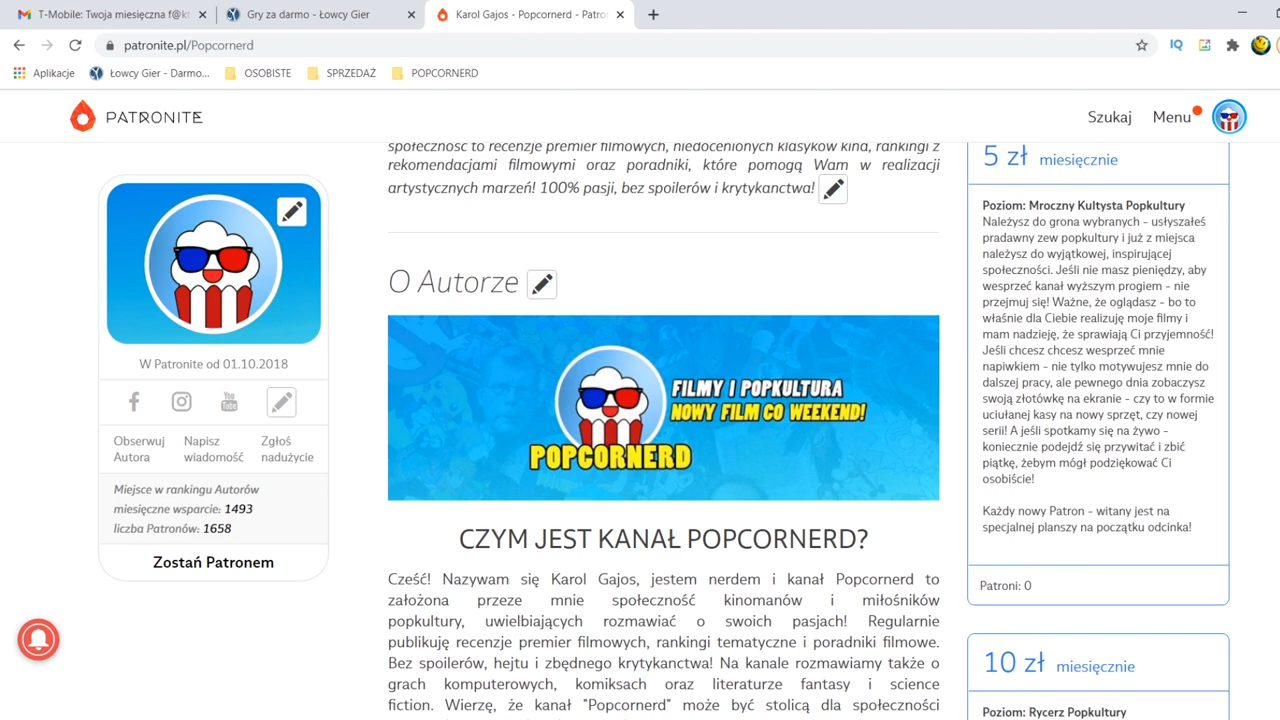 T-Mobile: Twoja miesięczna f@kt
Gry za darmo - Łowcy Gier
Karol Gajos - Popcornerd - Patron
patronite.pl/Popcornerd
IQ
Aplikacje
Łowcy Gier - Darmo...
OSOBISTE
SPRZEDAŻ
POPCORNERD
PATRONITE
Szukaj
Menu
W Patronite od 01.10.2018
You Tube
Obserwuj Autora
Napisz wiadomość
Zgłoś nadużycie
Miejsce w rankingu Autorów
miesięczne wsparcie: 1493
liczba Patronów: 1658
Zostań Patronem
społeczność to recenzje premier filmowych, niedocenionych klasyków kina, rankingi z
rekomendacjami filmowymi oraz poradniki, które pomogą Wam w realizacji
artystycznych marzeń! 100% pasji, bez spoilerów i krytykanctwa!
O Autorze
FILMY I POPKULTURA
NOWY FILM CO WEEKEND!
POPCORNERD
CZYM JEST KANAŁ POPCORNERD?
Cześć! Nazywam się Karol Gajos, jestem nerdem i kanał Popcornerd to
założona przeze mnie społeczność kinomanów i miłośników
popkultury, uwielbiających rozmawiać o swoich pasjach! Regularnie
publikuję recenzje premier filmowych, rankingi tematyczne i poradniki filmowe.
Bez spoilerów, hejtu i zbędnego krytykanctwa! Na kanale rozmawiamy także o
grach komputerowych, komiksach oraz literaturze fantasy i science
fiction. Wierzę, że kanał "Popcornerd" może być stolicą dla społeczności
5 zł miesięcznie
Poziom: Mroczny Kultysta Popkultury
Należysz do grona wybranych - usłyszałeś
pradawny zew popkultury i już z miejsca
należysz do wyjątkowej, inspirującej
społeczności. Jeśli nie masz pieniędzy, aby
wesprzeć kanał wyższym progiem - nie
przejmuj się! Ważne, że oglądasz - bo to
właśnie dla Ciebie realizuję moje filmy i
mam nadzieję, że sprawiają Ci przyjemność!
Jeśli chcesz chcesz wesprzeć mnie
napiwkiem - nie tylko motywujesz mnie do
dalszej pracy, ale pewnego dnia zobaczysz
swoją złotówkę na ekranie - czy to w formie
uciułanej kasy na nowy sprzęt, czy nowej
serii! A jeśli spotkamy się na żywo -
koniecznie podejdź się przywitać i zbić
piątkę, żebym mógł podziękować Ci
osobiście!
Każdy nowy Patron - witany jest na
specjalnej planszy na początku odcinka!
Patroni: 0
10 zł miesięcznie
Poziom: Rycerz Popkultury